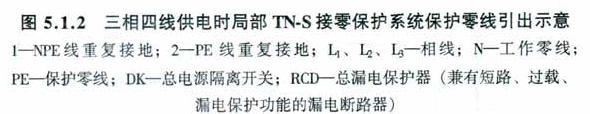 图 5.1.2 三相四线供电时局部 TN-S 接零保护系统保护零线引出示意
1—NPE线重复接地；2—PE 线重复接地；L₁、L₂、L₃—相线；N—工作零线；
PE—保护零线；DK—总电源隔离开关；RCD—总漏电保护器（兼有短路、过载、
漏电保护功能的漏电断路器）